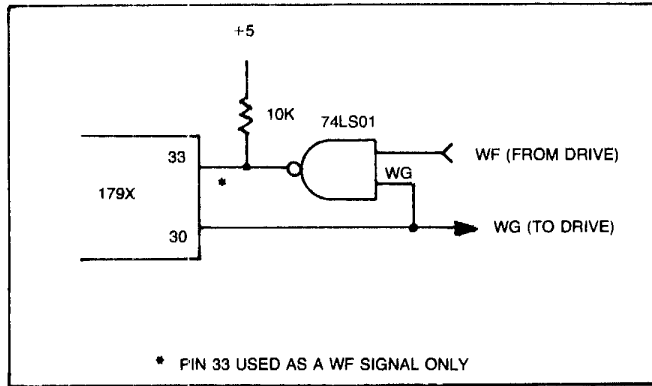 +5
10K
74LS01
33
WF (FROM DRIVE)
WG
*
179X
30
WG (TO DRIVE)
* PIN 33 USED AS A WF SIGNAL ONLY